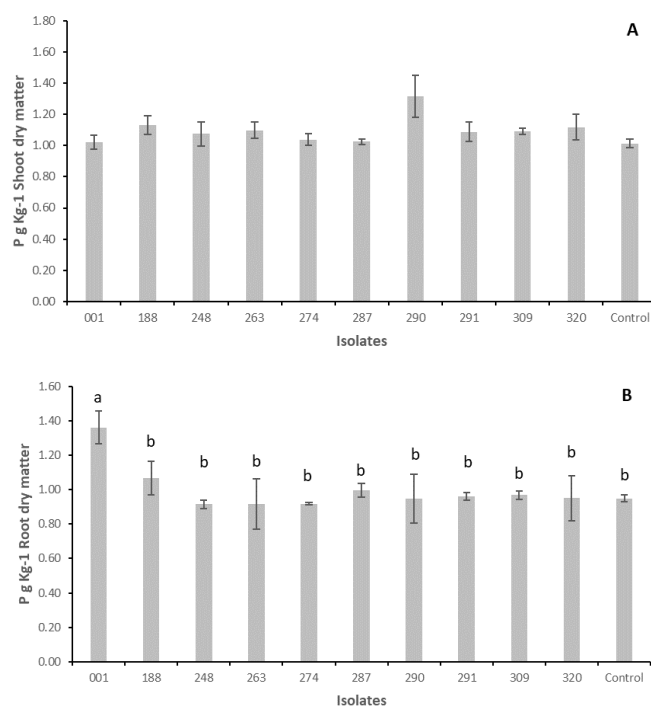 A
P g Kg-1 Shoot dry matter
1.80
1.60
1.40
1.20
1.00
0.80
0.60
0.40
0.20
0.00
001 188 248 263 274 287 290 291 309 320 Control
Isolates
B
P g Kg-1 Root dry matter
1.60
1.40
1.20
1.00
0.80
0.60
0.40
0.20
0.00
a b b b b b b b b b b
001 188 248 263 274 287 290 291 309 320 Control
Isolates